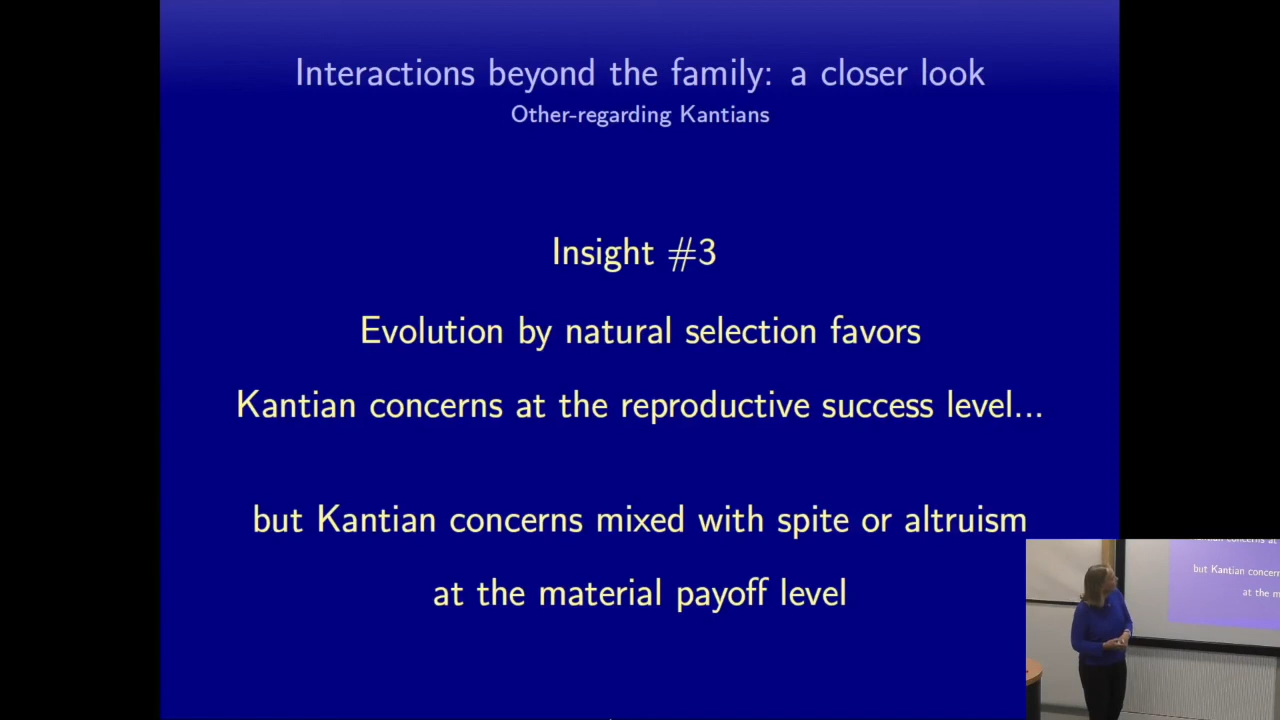 Interactions beyond the family: a closer look
Other-regarding Kantians
Insight #3
Evolution by natural selection favors
Kantian concerns at the reproductive success level...
but Kantian concerns mixed with spite or altruism
at the material payoff level
but Kantian concern
at the m